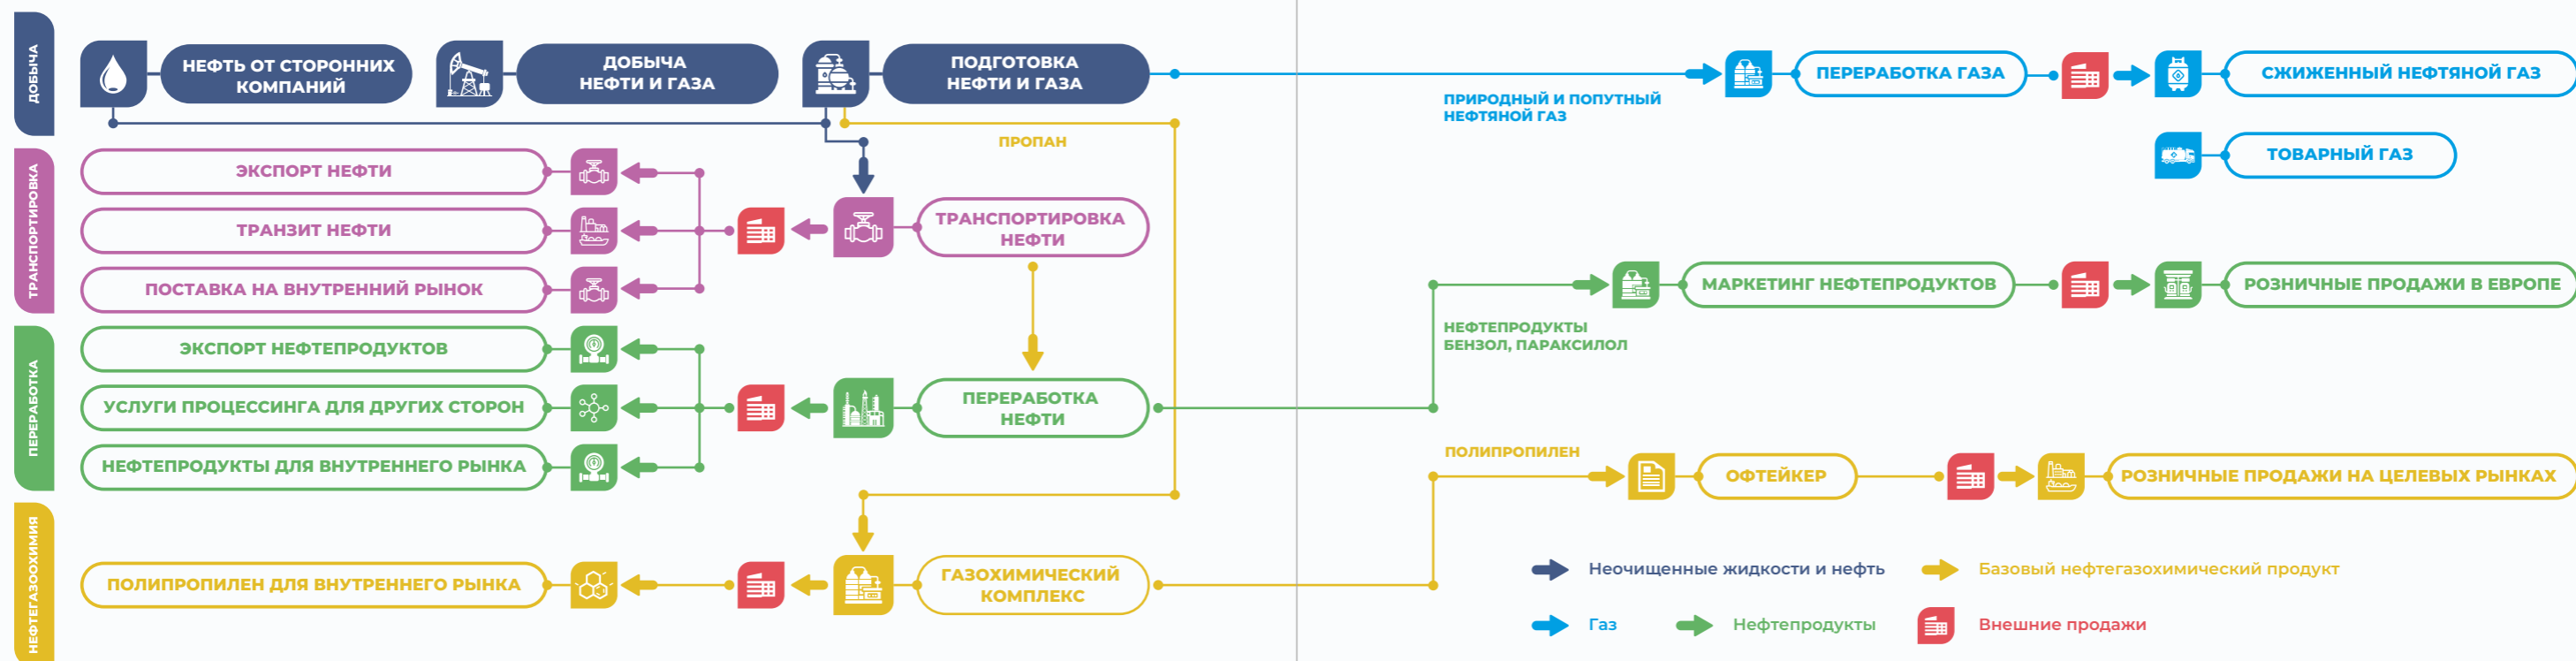 ДОБЫЧА
НЕФТЬ ОТ СТОРОННИХ
КОМПАНИЙ
ДОБЫЧА
НЕФТИ И ГАЗА
ПОДГОТОВКА
НЕФТИ И ГАЗА
ПРИРОДНЫЙ И ПОПУТНЫЙ
НЕФТЯНОЙ ГАЗ
ПЕРЕРАБОТКА ГАЗА
СЖИЖЕННЫЙ НЕФТЯНОЙ ГАЗ
ТОВАРНЫЙ ГАЗ
ПРОПАН
ТРАНСПОРТИРОВКА
ЭКСПОРТ НЕФТИ
ТРАНЗИТ НЕФТИ
ПОСТАВКА НА ВНУТРЕННИЙ РЫНОК
ТРАНСПОРТИРОВКА
НЕФТИ
МАРКЕТИНГ НЕФТЕПРОДУКТОВ
РОЗНИЧНЫЕ ПРОДАЖИ В ЕВРОПЕ
НЕФТЕПРОДУКТЫ
БЕНЗОЛ, ПАРАКСИЛОЛ
ПЕРЕРАБОТКА
ЭКСПОРТ НЕФТЕПРОДУКТОВ
УСЛУГИ ПРОЦЕССИНГА ДЛЯ ДРУГИХ СТОРОН
НЕФТЕПРОДУКТЫ ДЛЯ ВНУТРЕННЕГО РЫНКА
ПЕРЕРАБОТКА
НЕФТИ
ПОЛИПРОПИЛЕН
ОФТЕЙКЕР
РОЗНИЧНЫЕ ПРОДАЖИ НА ЦЕЛЕВЫХ РЫНКАХ
НЕФТЕГАЗООХИМИЯ
ПОЛИПРОПИЛЕН ДЛЯ ВНУТРЕННЕГО РЫНКА
ГАЗОХИМИЧЕСКИЙ
КОМПЛЕКС
Неочищенные жидкости и нефть
Базовый нефтегазохимический продукт
Газ
Нефтепродукты
Внешние продажи